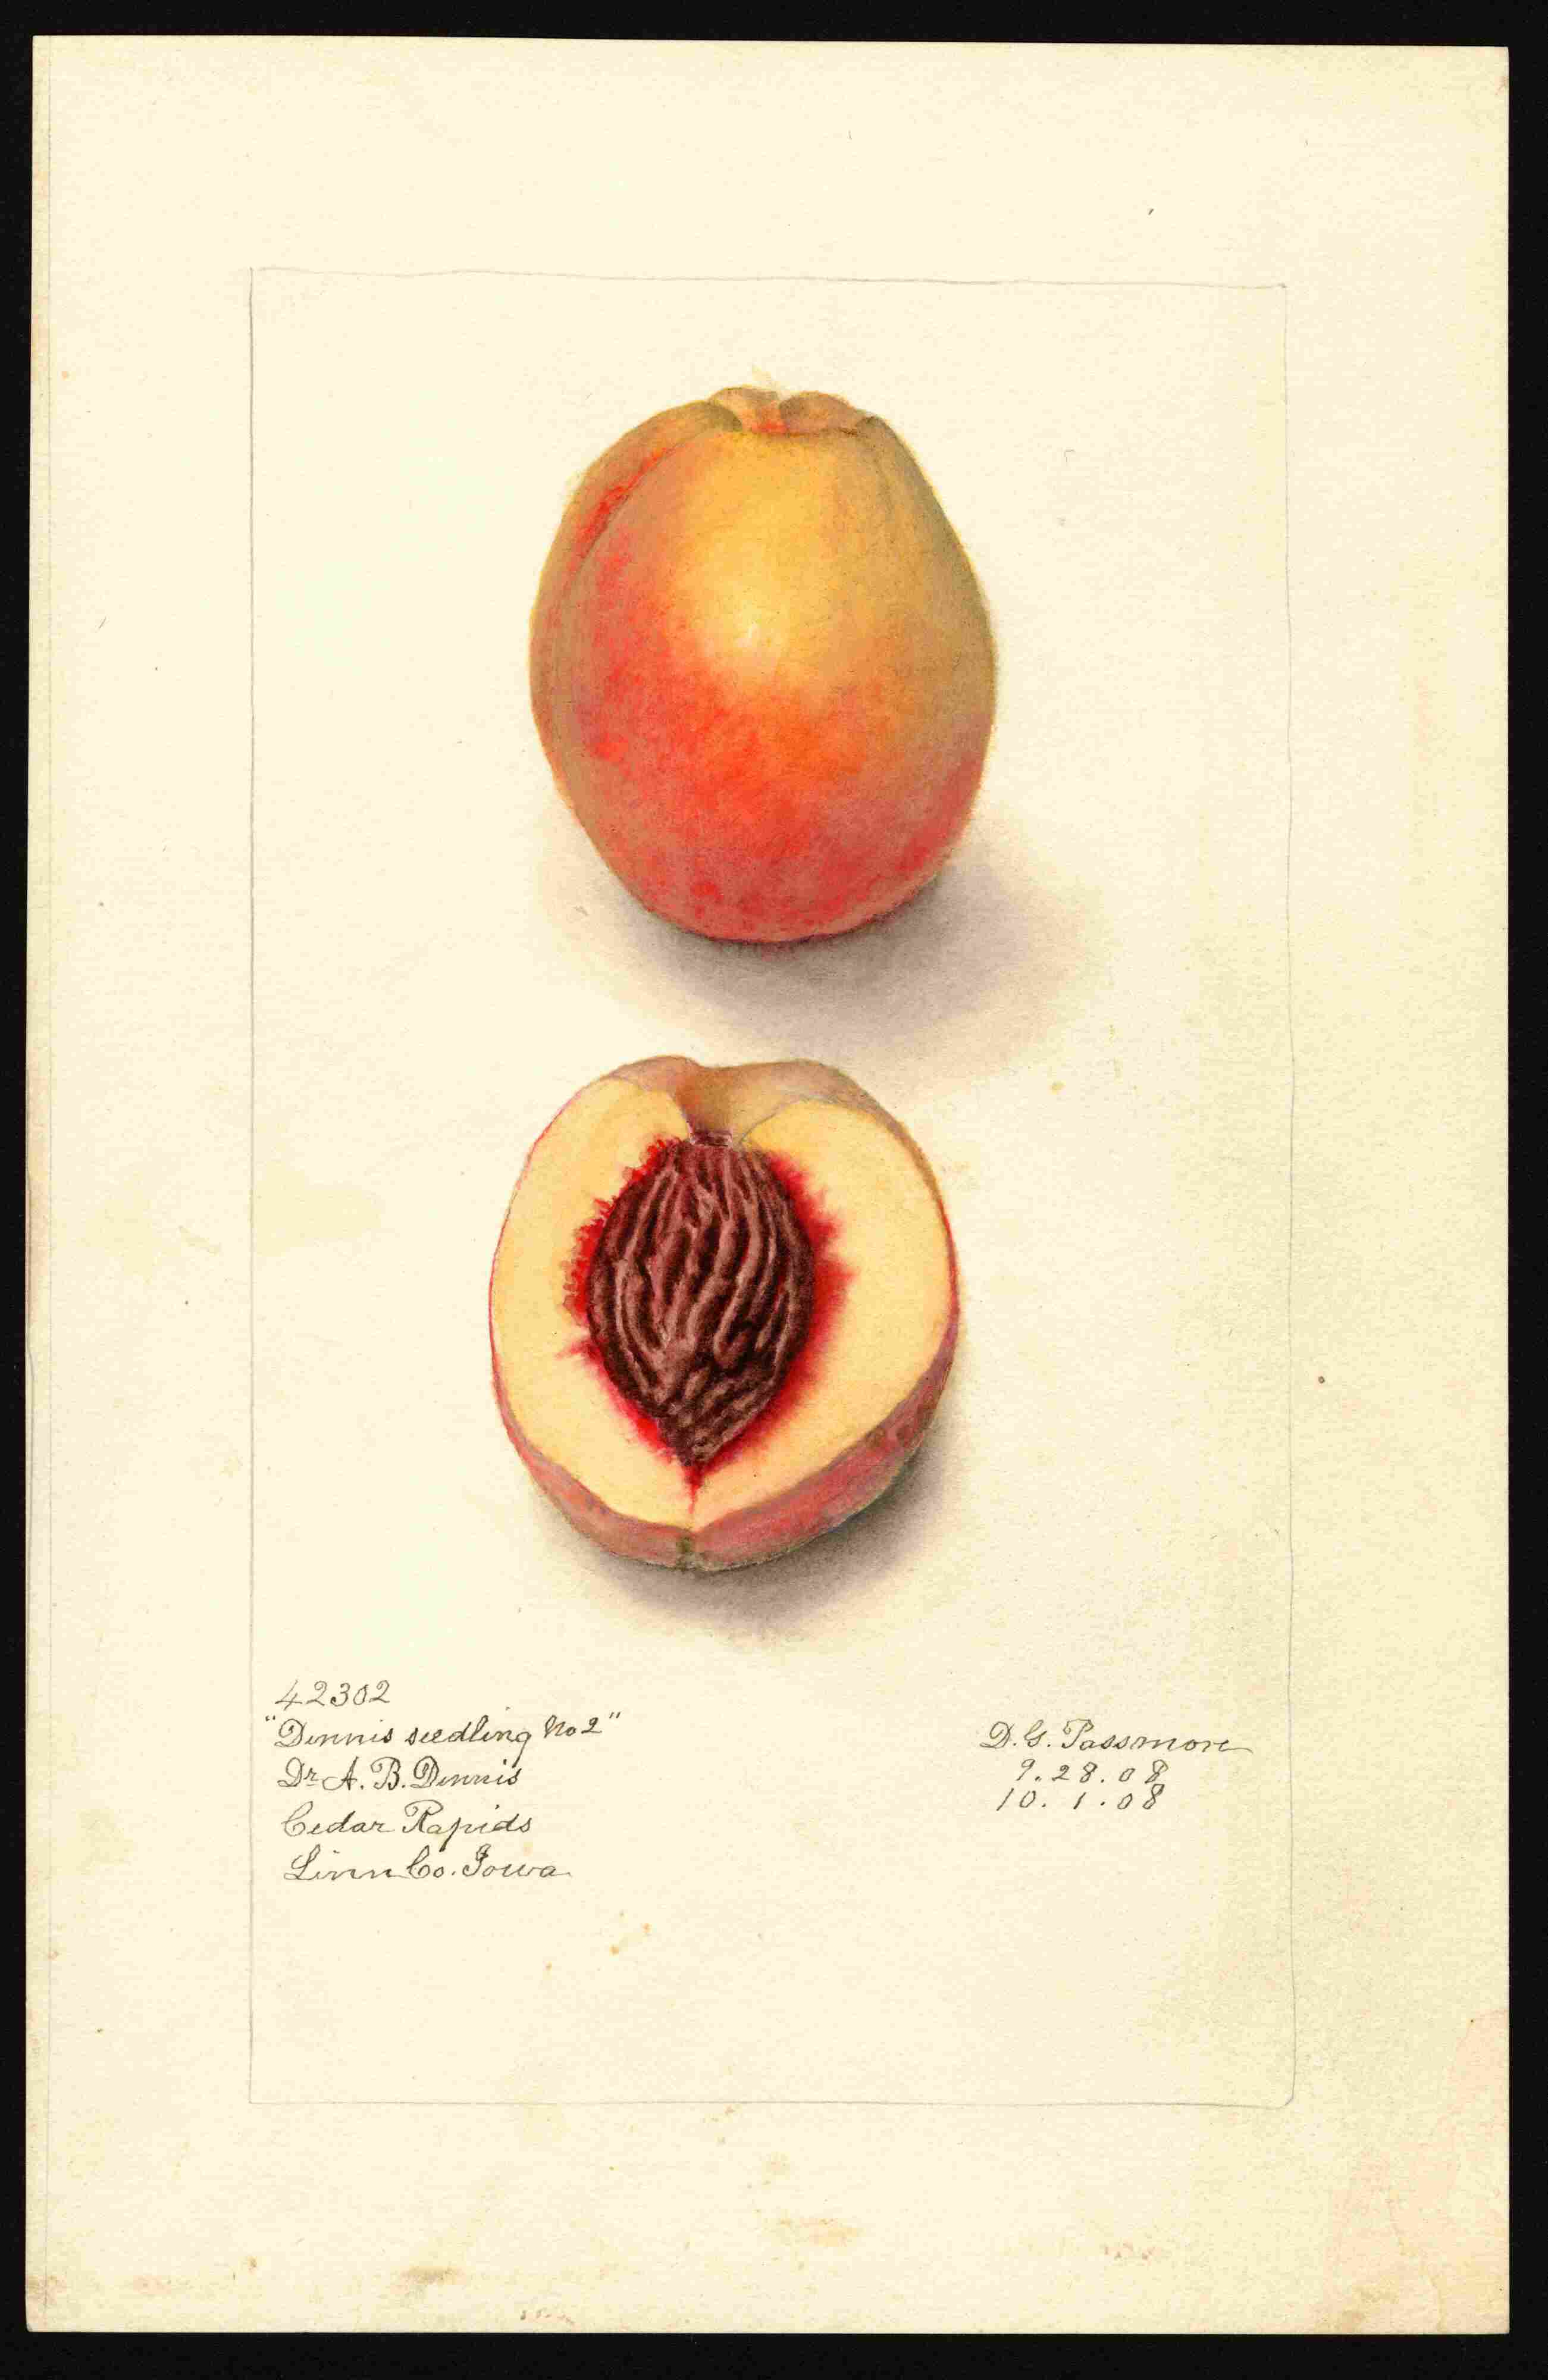 42302
"Dennis seedling No 2"
Dr A. B. Dennis
Cedar Rapids
Linn Co. Iowa.
D. G. Passmore
9. 28. 08
10. 1. 08